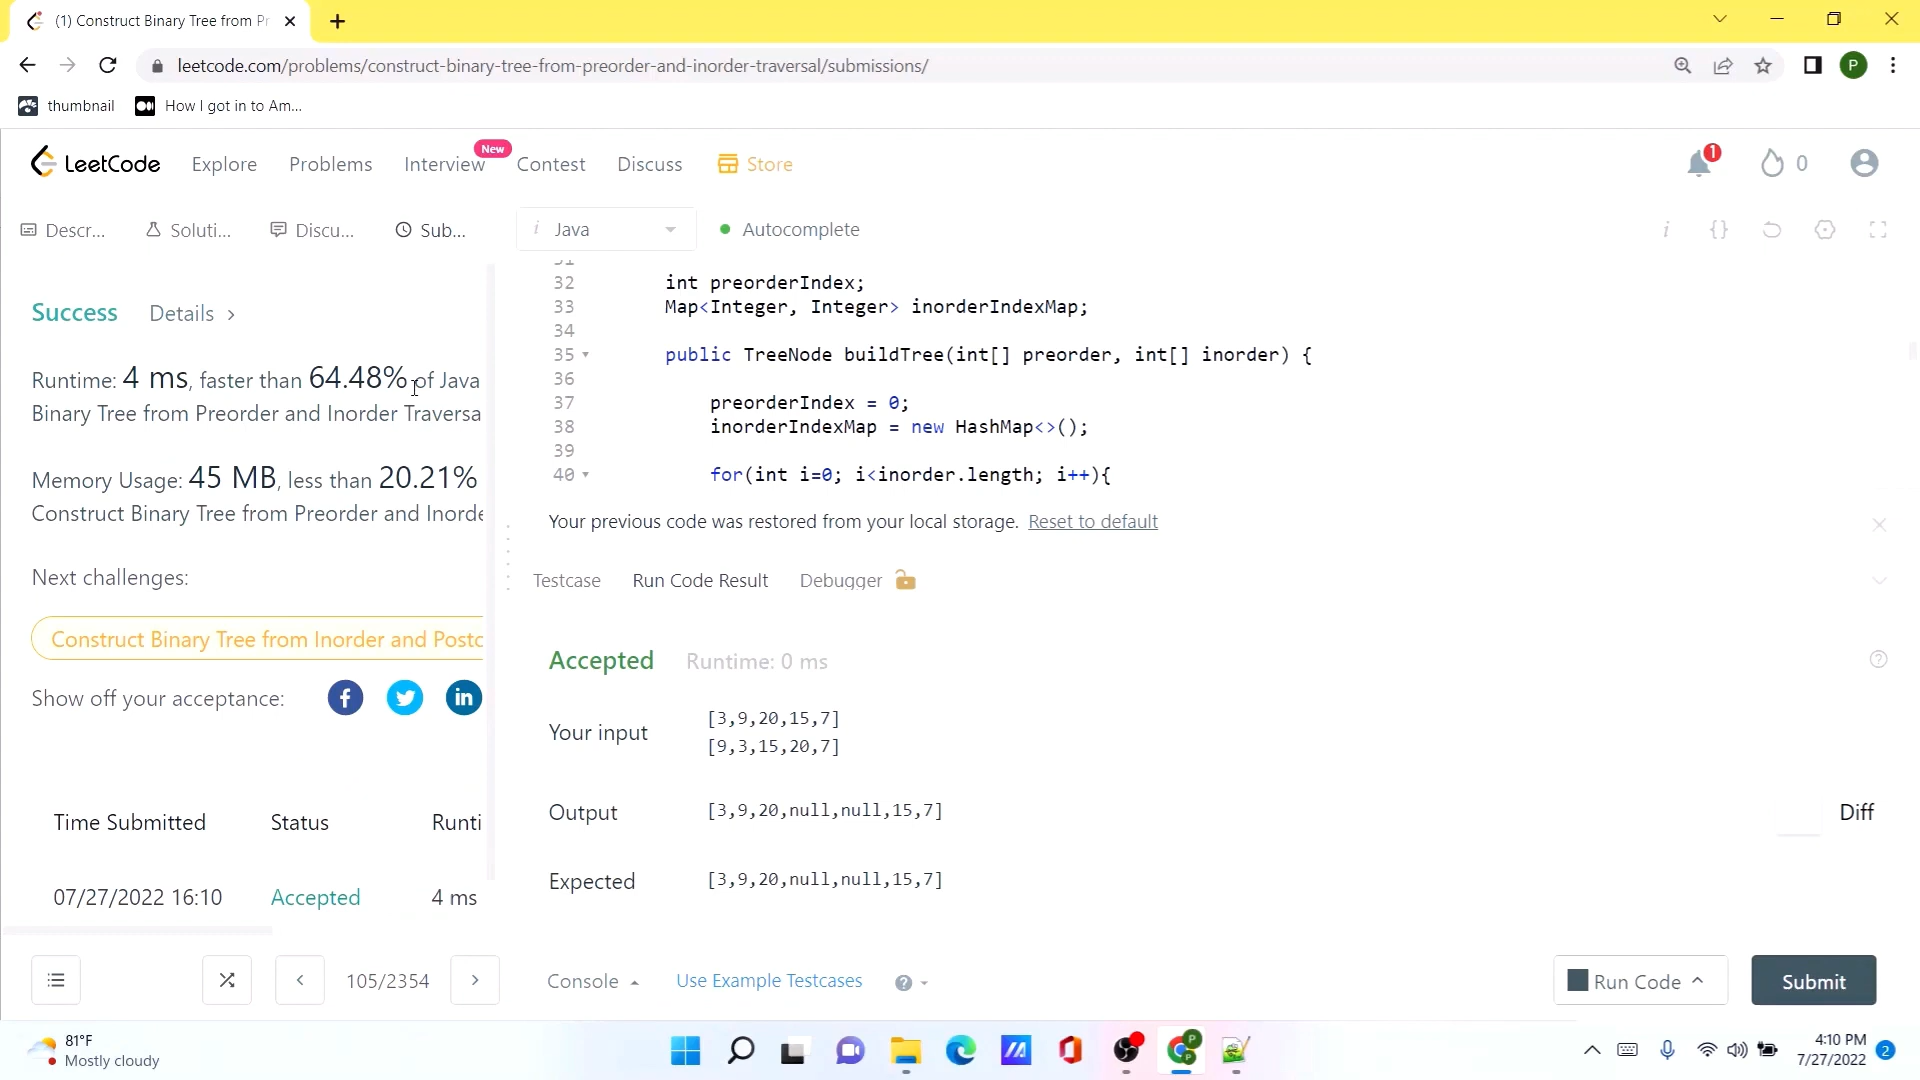 (1) Construct Binary Tree from Pr
leetcode.com/problems/construct-binary-tree-from-preorder-and-inorder-traversal/submissions/
P
thumbnail
How I got in to Am...
LeetCode
Explore
Problems
Interview
New
Contest
Discuss
Store
1
0
Descr...
Soluti...
Discu...
Sub...
i Java
Autocomplete
i
{}
Success
Details >
Runtime: 4 ms, faster than 64.48% of Java
Binary Tree from Preorder and Inorder Traversa
Memory Usage: 45 MB, less than 20.21%
Construct Binary Tree from Preorder and Inorde
Next challenges:
Construct Binary Tree from Inorder and Postc
Show off your acceptance:
Time Submitted Status Runti
07/27/2022 16:10 Accepted 4 ms
105/2354
31
32 int preorderIndex;
33 Map<Integer, Integer> inorderIndexMap;
34
35 public TreeNode buildTree(int[] preorder, int[] inorder) {
36
37 preorderIndex = 0;
38 inorderIndexMap = new HashMap<>();
39
40 for(int i=0; i<inorder.length; i++){
Your previous code was restored from your local storage. Reset to default
Testcase
Run Code Result
Debugger
Accepted Runtime: 0 ms
Your input
[3,9,20,15,7]
[9,3,15,20,7]
Output [3,9,20,null,null,15,7]
Diff
Expected [3,9,20,null,null,15,7]
Console
Use Example Testcases
Run Code
Submit
81°F
Mostly cloudy
4:10 PM
7/27/2022
2